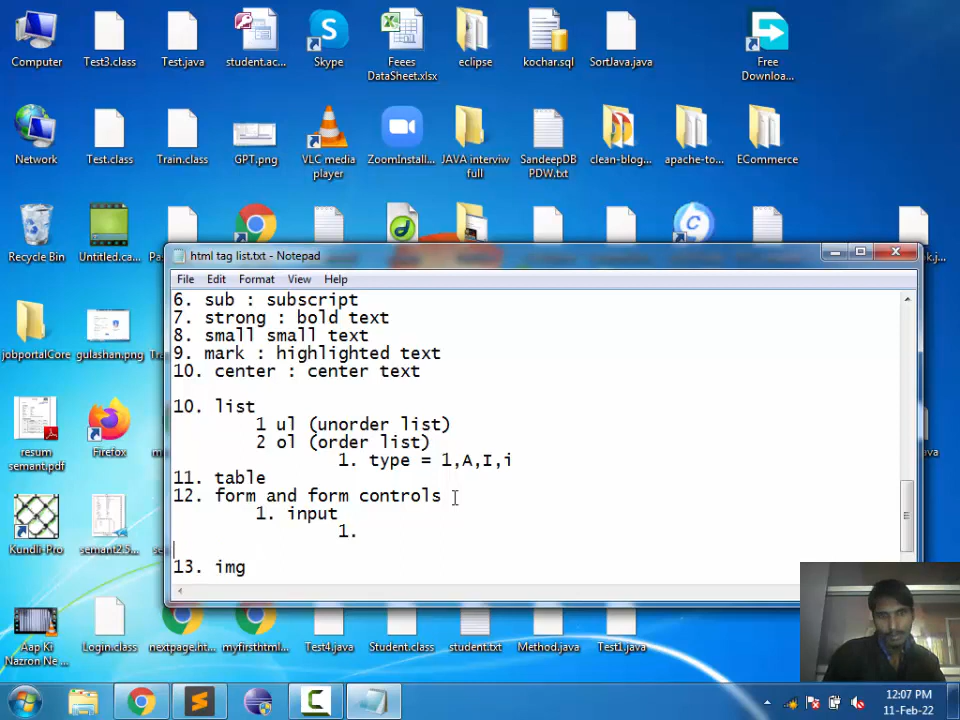 Computer
Test3.class
Test.java
student.ac...
Skype
Feees DataSheet.xlsx
eclipse
kochar.sql
SortJava.java
Free Downloa...
Network
Test.class
Train.class
GPT.png
VLC media player
ZoomInstall...
JAVA interviw full
SandeepDB PDW.txt
clean-blog...
apache-to...
ECommerce
Recycle Bin
Untitled.ca...
html tag list.txt - Notepad
File Edit Format View Help
6. sub : subscript
7. strong : bold text
8. small small text
9. mark : highlighted text
10. center : center text
10. list
1 ul (unorder list)
2 ol (order list)
1. type = 1,A,I,i
11. table
12. form and form controls
1. input
1.
13. img
jobportalCore
gulashan.png
resum semant.pdf
Firefox
Kundli-Pro
semant2.5...
Aap Ki Nazron Ne ...
Login.class
nextpage.ht...
myfirsthtml...
Test4.java
Student.class
student.txt
Method.java
Test1.java
12:07 PM
11-Feb-22